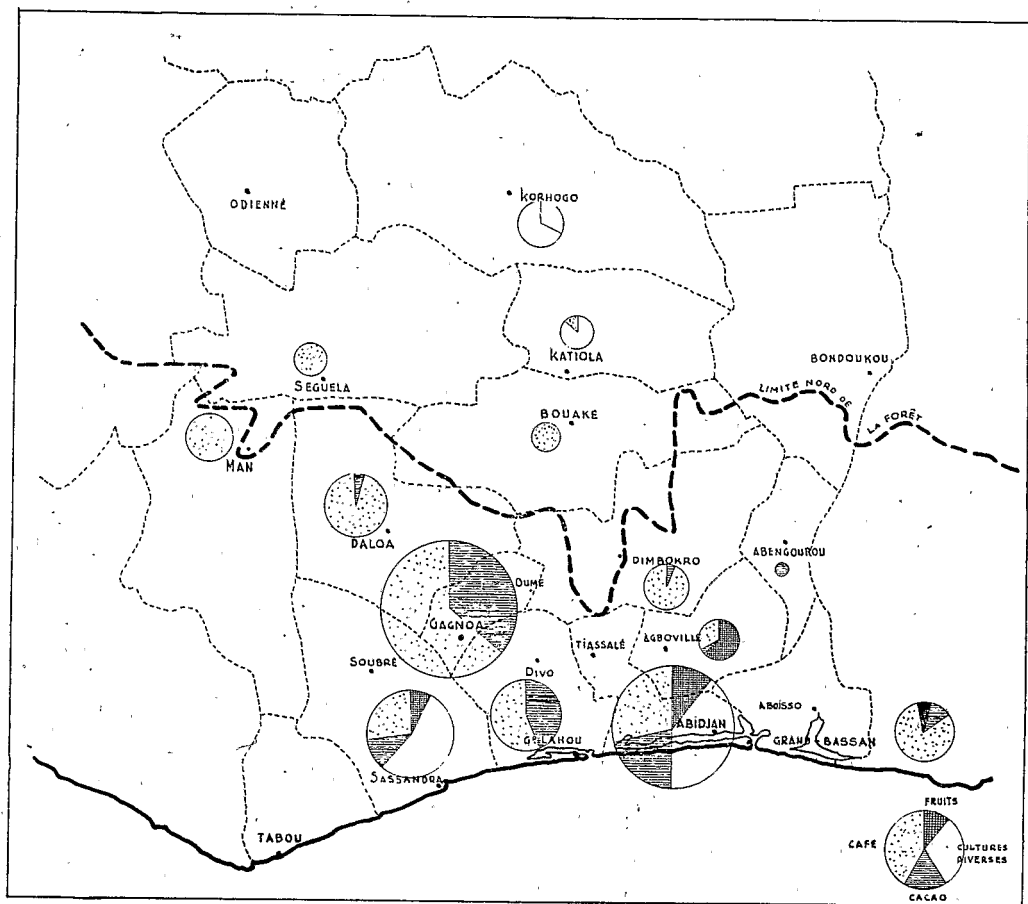 KORHOGO
ODIENNÉ
KATIOLA
BONDOUKOU
SEGUELA
LIMITE NORD DE
LA FORÊT
BOUAKÉ
MAN
DALOA
ABENGOUROU
DIMBOKRO
OUMÉ
GAGNOA
TIASSALÉ
AGBOVILLE
SOUBRÉ
DIVO
ABOISSO
ABIDJAN
GD LAHOU
GRAND BASSAN
SASSANDRA
TABOU
FRUITS
CAFÉ
CULTURES
DIVERSES
CACAO